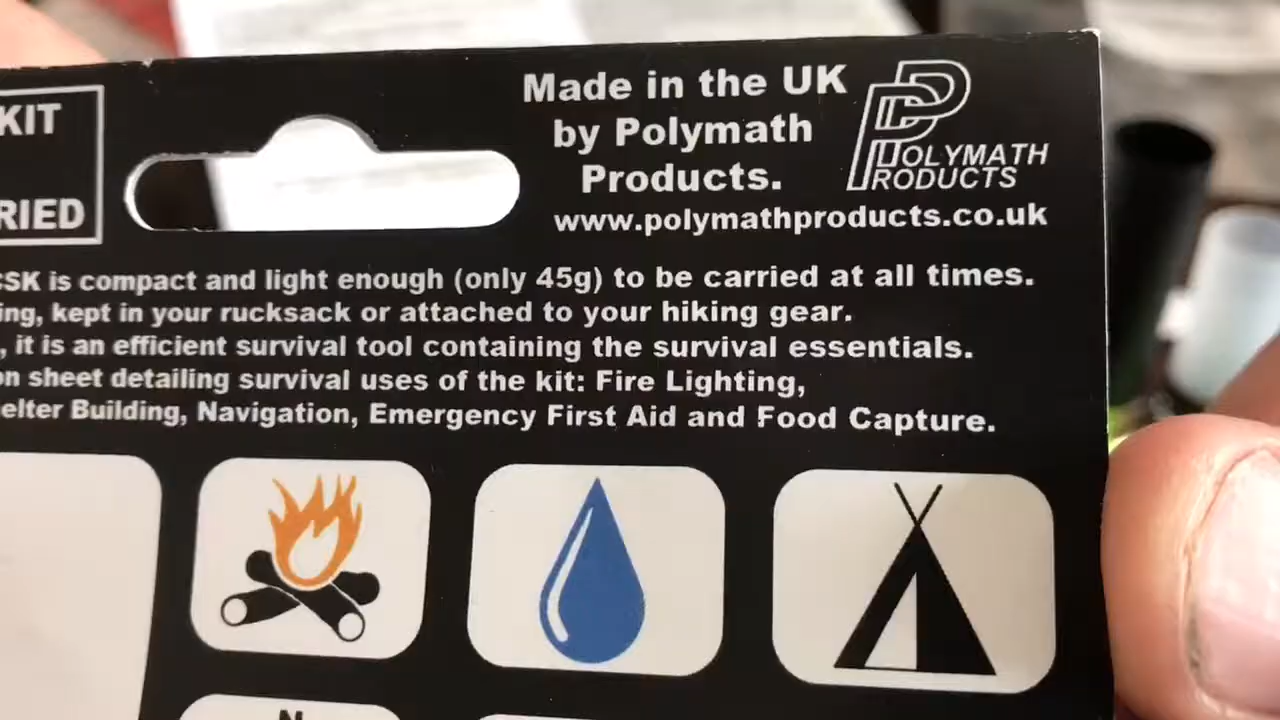 KIT
RIED
Made in the UK
by Polymath
Products.
POLYMATH
PRODUCTS
www.polymathproducts.co.uk
CSK is compact and light enough (only 45g) to be carried at all times.
ing, kept in your rucksack or attached to your hiking gear.
, it is an efficient survival tool containing the survival essentials.
on sheet detailing survival uses of the kit: Fire Lighting,
elter Building, Navigation, Emergency First Aid and Food Capture.
N